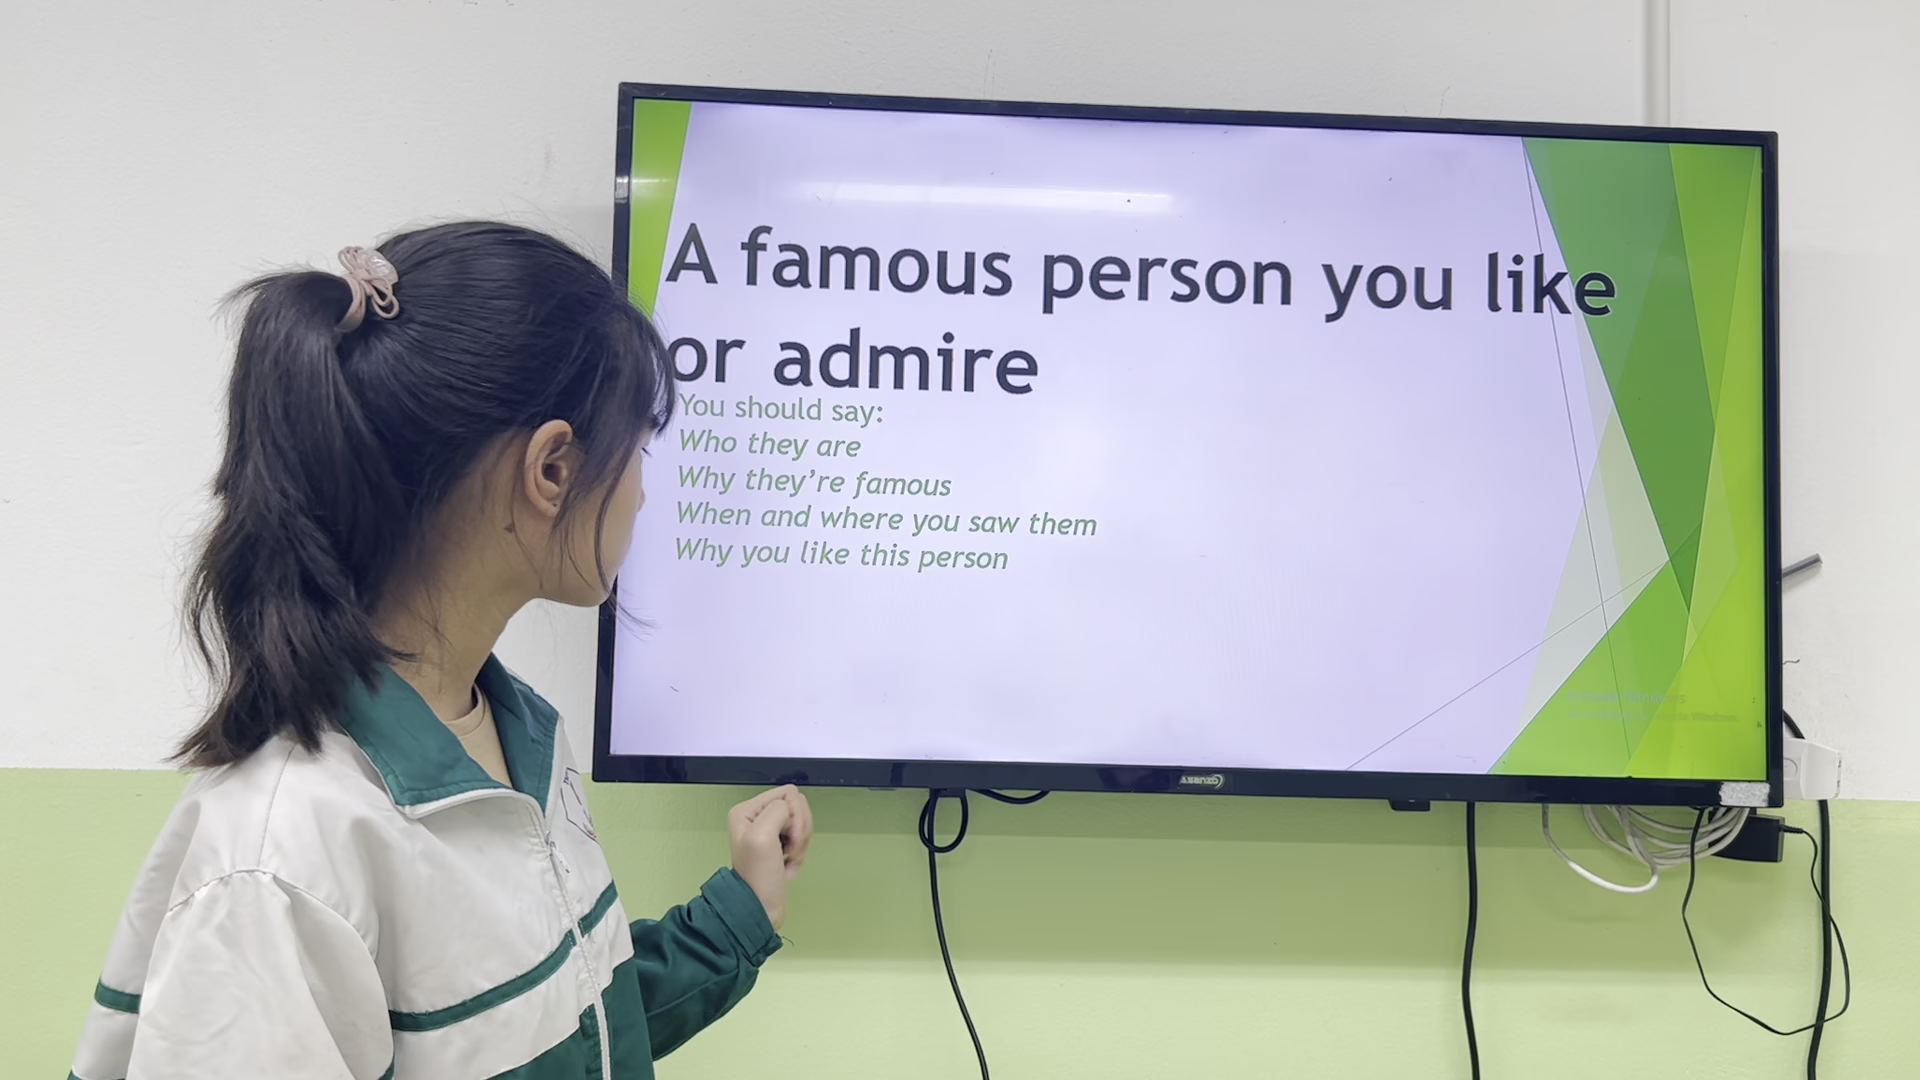 A famous person you like
or admire
You should say:
Who they are
Why they're famous
When and where you saw them
Why you like this person
Asanzo